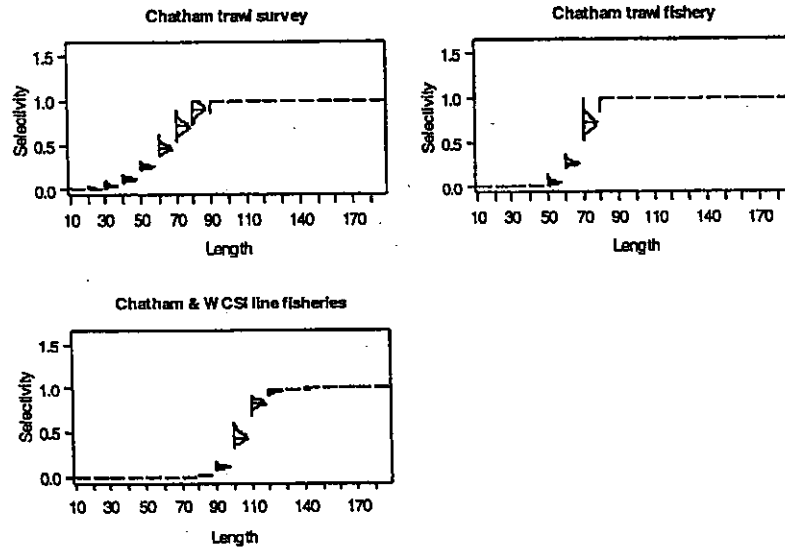 Chatham trawl survey
1.5
1.0
0.5
0.0
Selectivity
10 30 50 70 90 110 140 170
Length
Chatham trawl fishery
1.5
1.0
0.5
0.0
Selectivity
10 30 50 70 90 110 140 170
Length
Chatham & WCSI line fisheries
1.5
1.0
0.5
0.0
Selectivity
10 30 50 70 90 110 140 170
Length